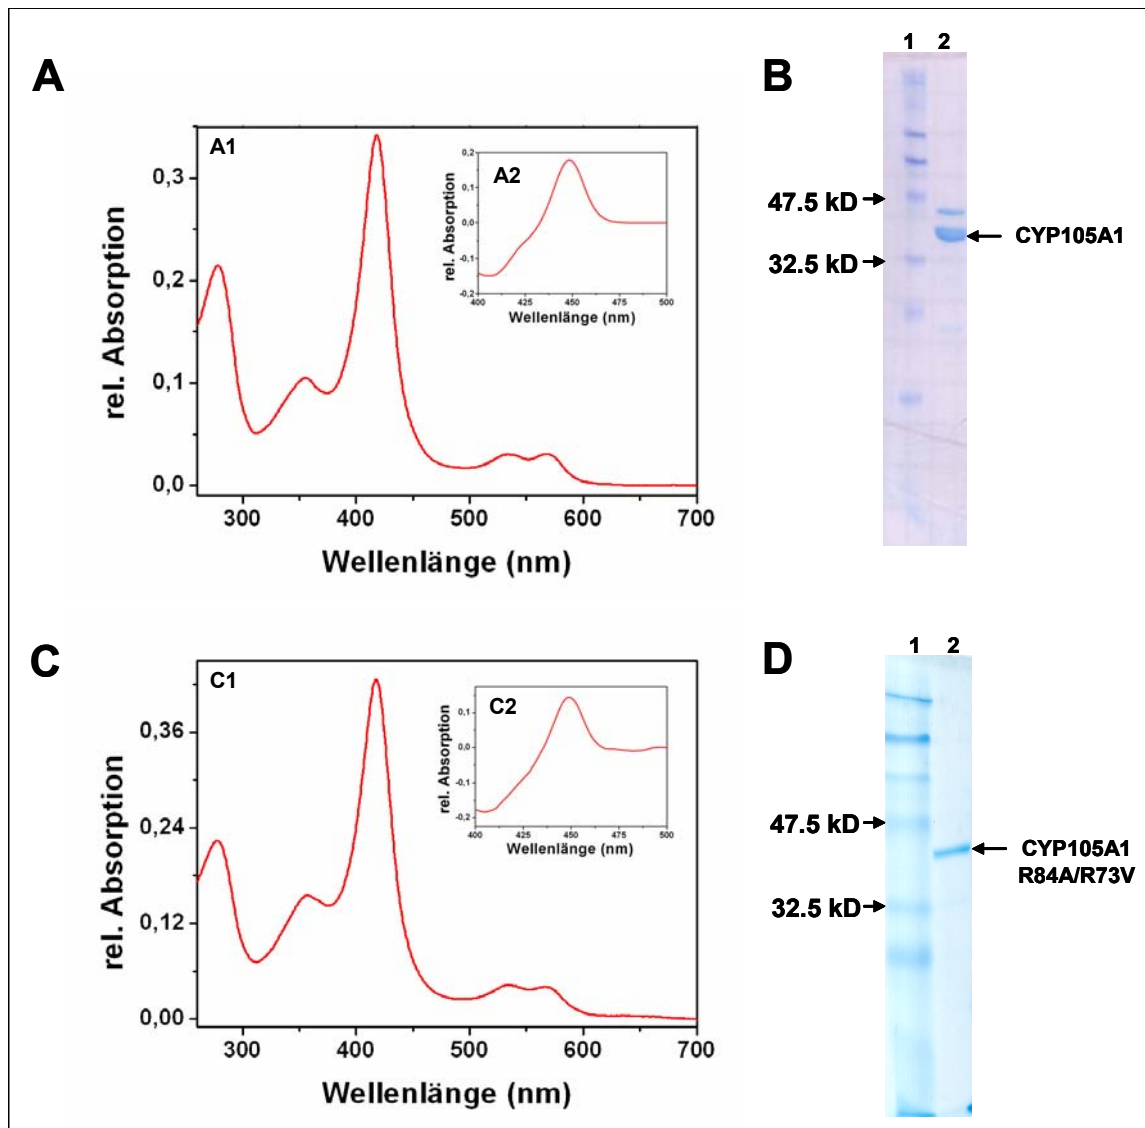 A
A1
0,3
0,2
0,1
0,0
300 400 500 600 700
rel. Absorption
Wellenlänge (nm)
A2
0,2
0,1
0,0
-0,1
-0,2
400 425 450 475 500
rel. Absorption
Wellenlänge (nm)
B
1 2
47.5 kD
32.5 kD
CYP105A1
C
C1
0,36
0,24
0,12
0,00
300 400 500 600 700
rel. Absorption
Wellenlänge (nm)
C2
0,1
0,0
-0,1
-0,2
400 425 450 475 500
rel. Absorption
Wellenlänge (nm)
D
1 2
47.5 kD
32.5 kD
CYP105A1
R84A/R73V